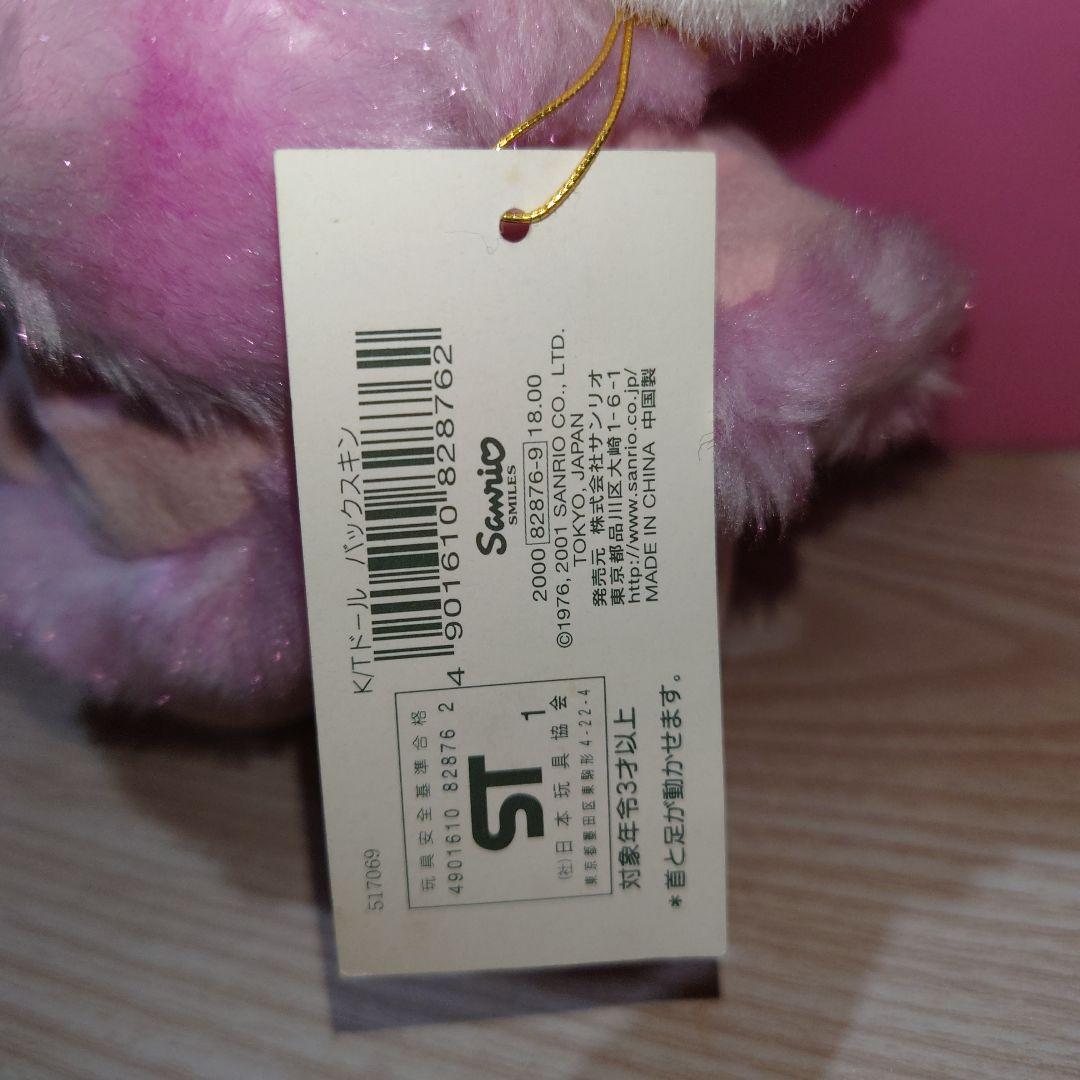 K/Tドール バックスキン
4 901610 828762
Sanrio
SMILES
2000 82876-9 18.00
©1976, 2001 SANRIO CO., LTD.
TOKYO, JAPAN
発売元 株式会社サンリオ
東京都品川区大崎1-6-1
http://www.sanrio.co.jp/
MADE IN CHINA 中国製
517069
玩具安全基準合格
4901610 82876 2
ST 1
(社)日本玩具協会
東京都墨田区東駒形4-22-4
対象年令3才以上
*首と足が動かせます。